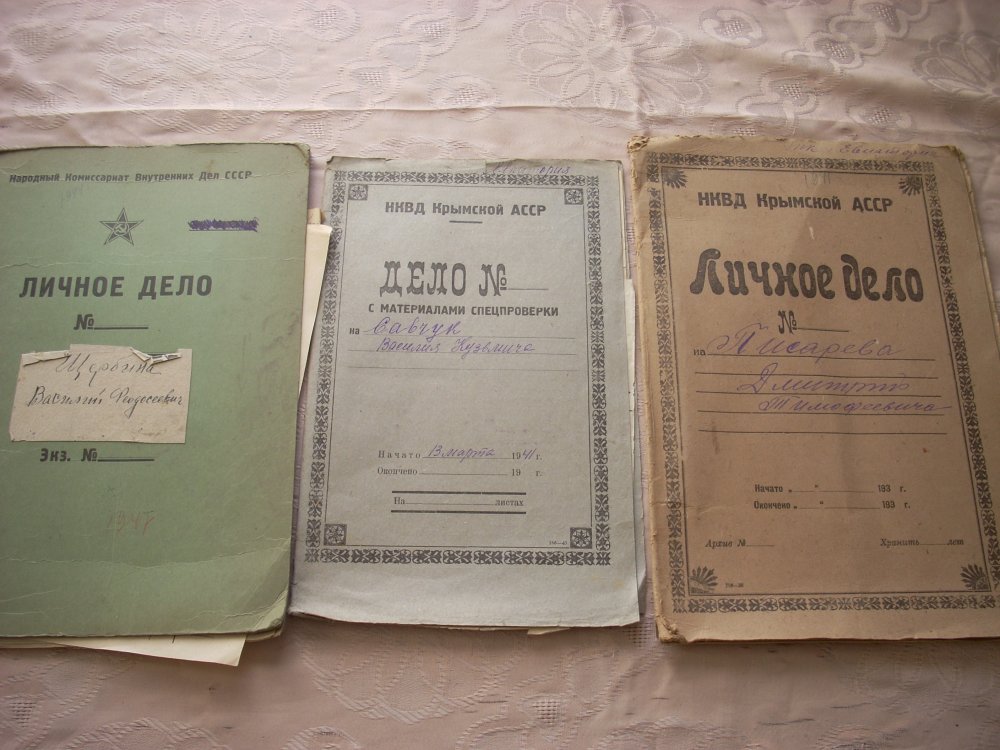 Народный Комиссариат Внутренних Дел СССР
ЛИЧНОЕ ДЕЛО
№
Щербина
Василий Феодосеевич
Экз. №
1947
НКВД Крымской АССР
ДЕЛО №
С МАТЕРИАЛАМИ СПЕЦПРОВЕРКИ
на Савчук
Василия Кузьмича
Начато 13 марта 1941 г.
Окончено 19 г.
На листах
НКВД Крымской АССР
Личное дело
№
на Писарева
Дмитрия
Тимофеевича
Начато „ “ 193 г.
Окончено „ “ 193 г.
Архив № Хранить лет